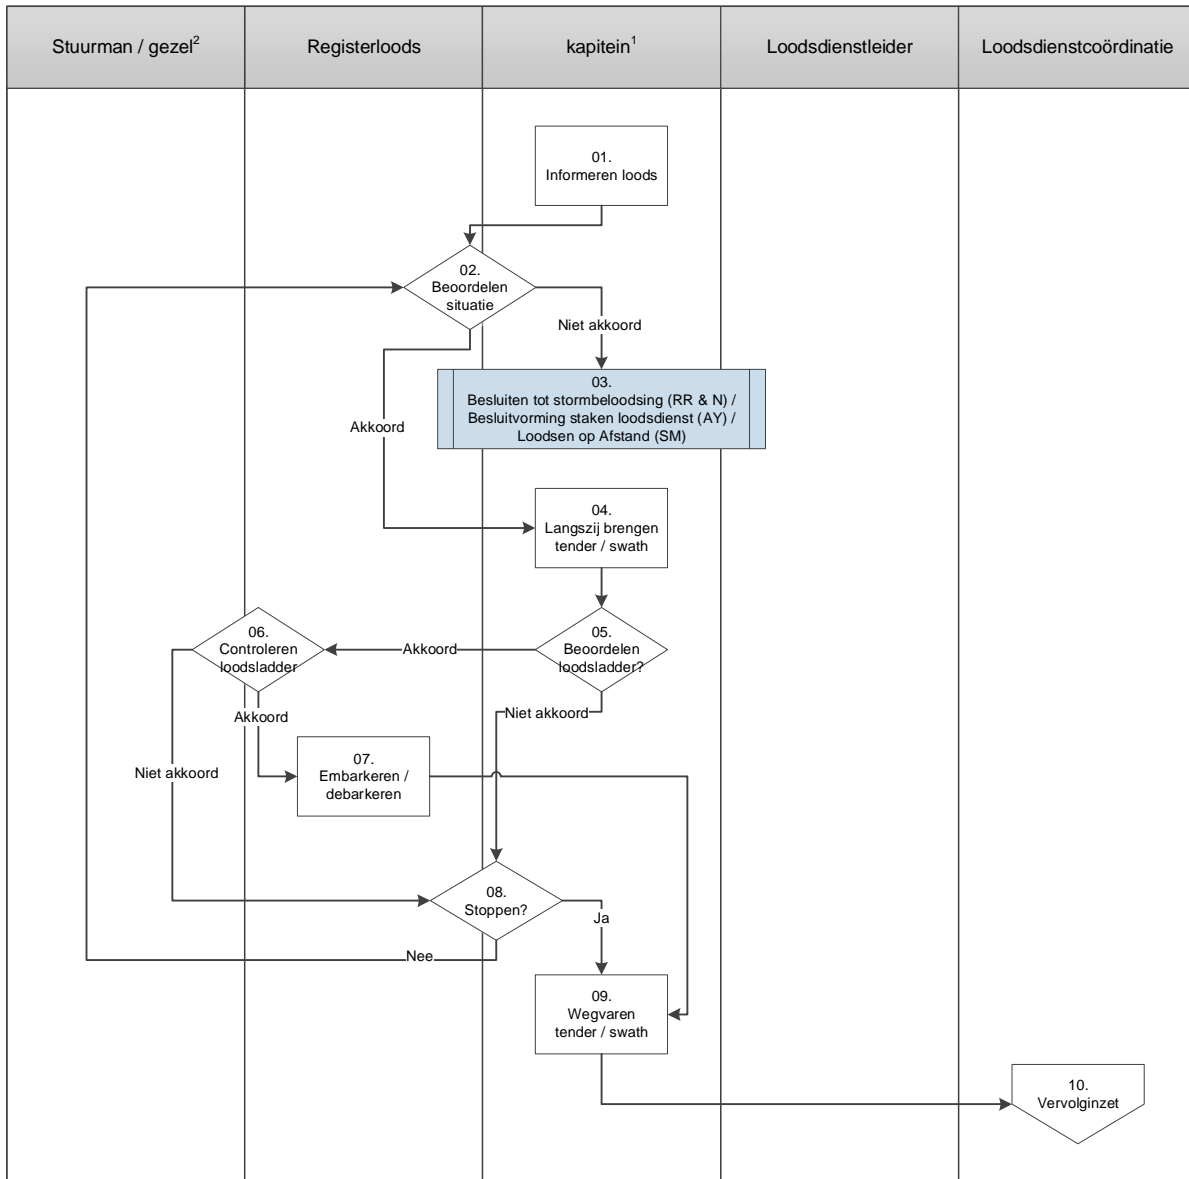 Stuurman / gezel2
Registerloods
kapitein1
Loodsdienstleider
Loodsdienstcoördinatie
01.
Informeren loods
02.
Beoordelen
situatie
Niet akkoord
03.
Besluiten tot stormbeloodsing (RR & N) /
Besluitvorming staken loodsdienst (AY) /
Loodsen op Afstand (SM)
Akkoord
04.
Langszij brengen
tender / swath
05.
Beoordelen
loodsladder?
Akkoord
06.
Controleren
loodsladder
Akkoord
Niet akkoord
07.
Embarkeren /
debarkeren
Niet akkoord
08.
Stoppen?
Ja
Nee
09.
Wegvaren
tender / swath
10.
Vervolginzet